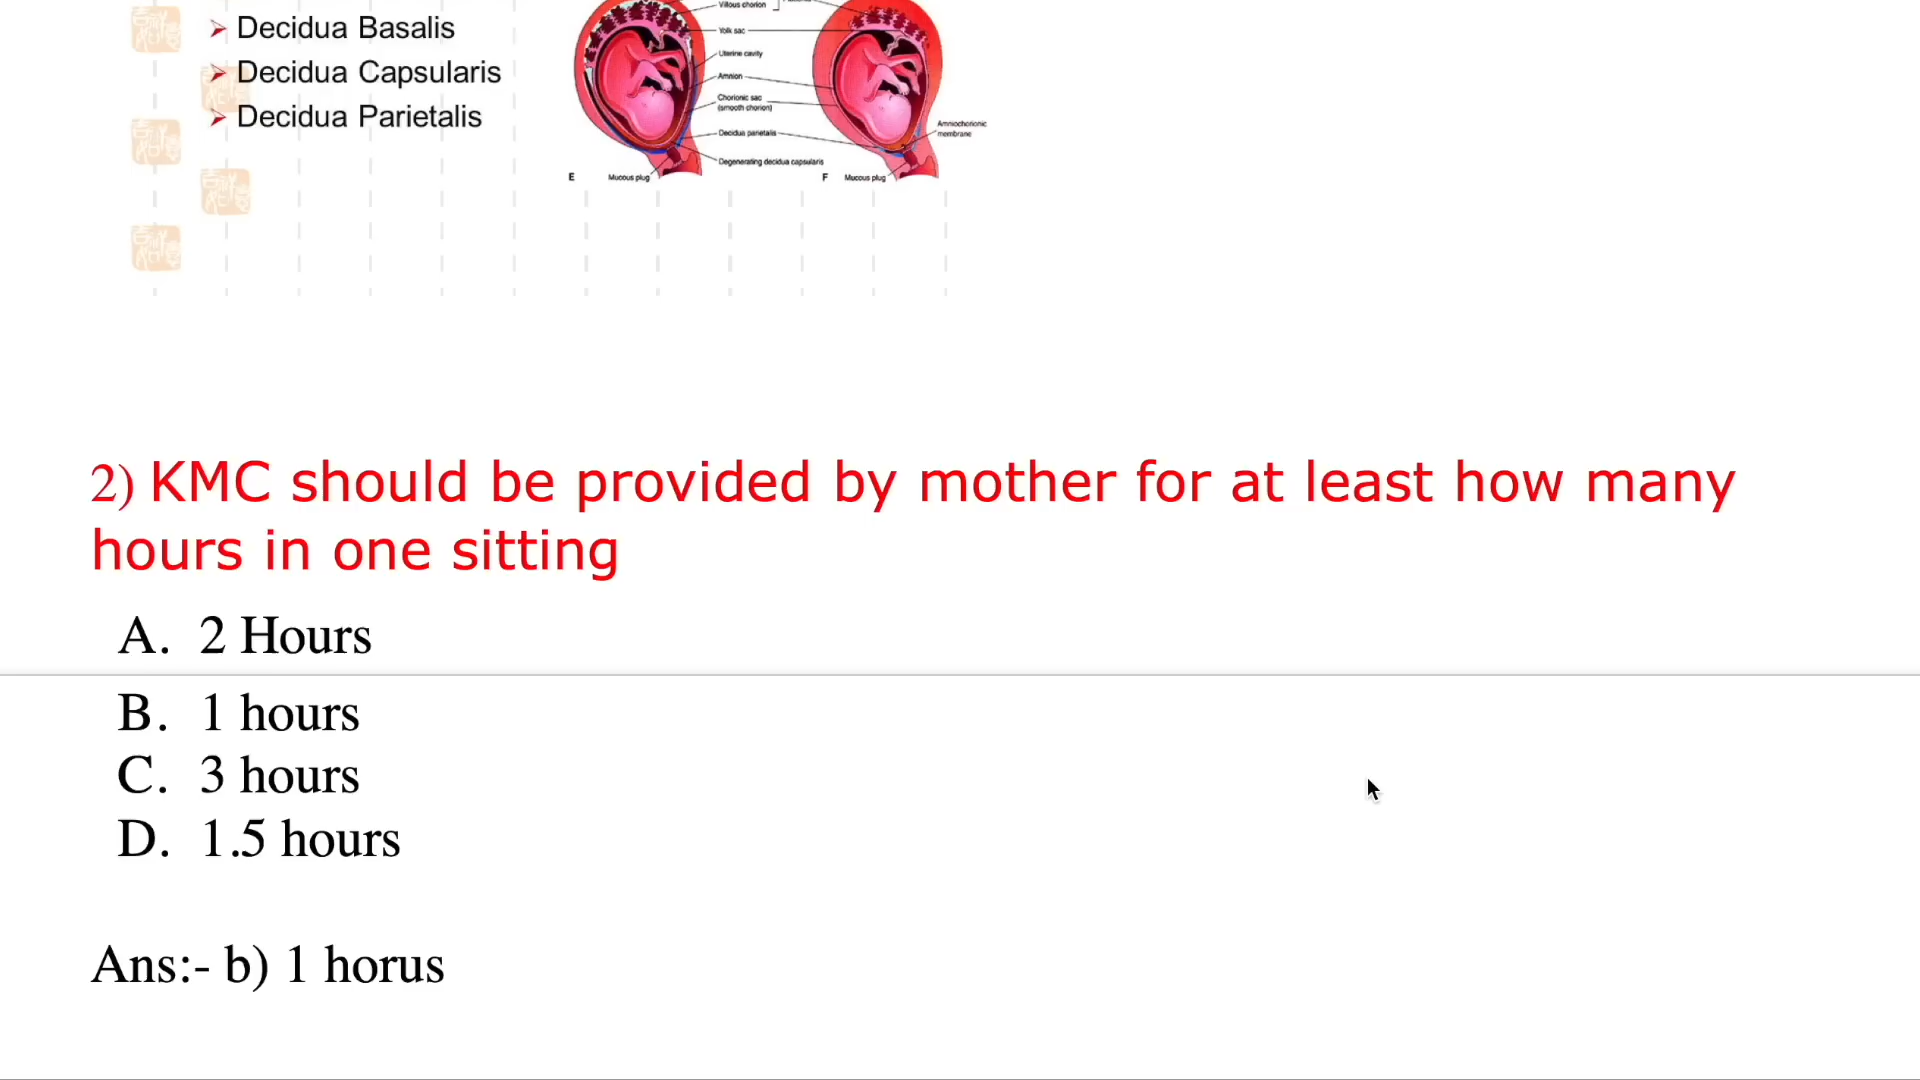 Decidua Basalis
Decidua Capsularis
Decidua Parietalis
Villous chorion
Yolk sac
Uterine cavity
Amnion
Chorionic sac
(smooth chorion)
Decidua parietalis
Degenerating decidua capsularis
Amniochorionic
membrane
E
Mucous plug
F
Mucous plug
2) KMC should be provided by mother for at least how many
hours in one sitting
A. 2 Hours
B. 1 hours
C. 3 hours
D. 1.5 hours
Ans:- b) 1 horus